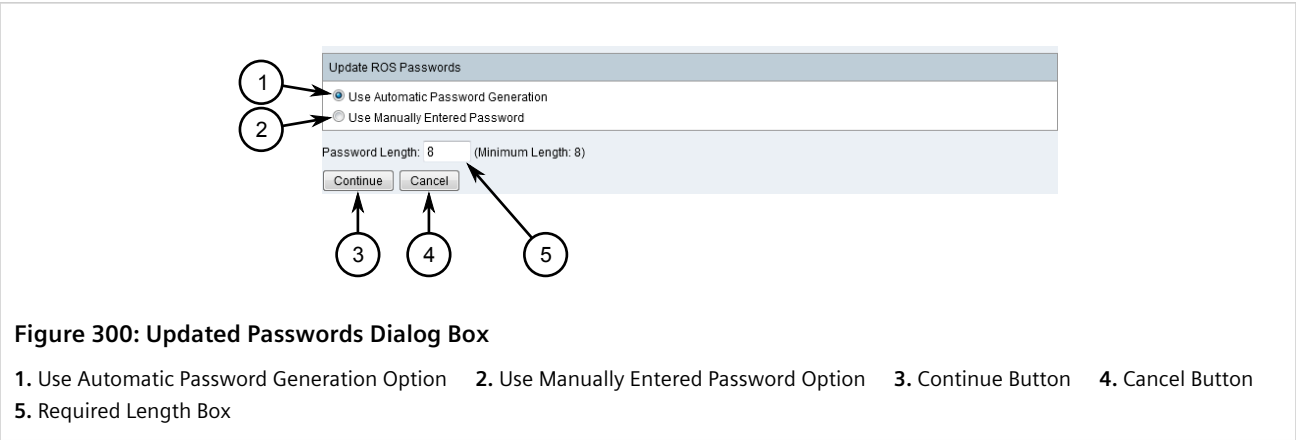 Update ROS Passwords
1
Use Automatic Password Generation
2
Use Manually Entered Password
Password Length: 8 (Minimum Length: 8)
Continue Cancel
3 4 5
Figure 300: Updated Passwords Dialog Box
1. Use Automatic Password Generation Option 2. Use Manually Entered Password Option 3. Continue Button 4. Cancel Button
5. Required Length Box